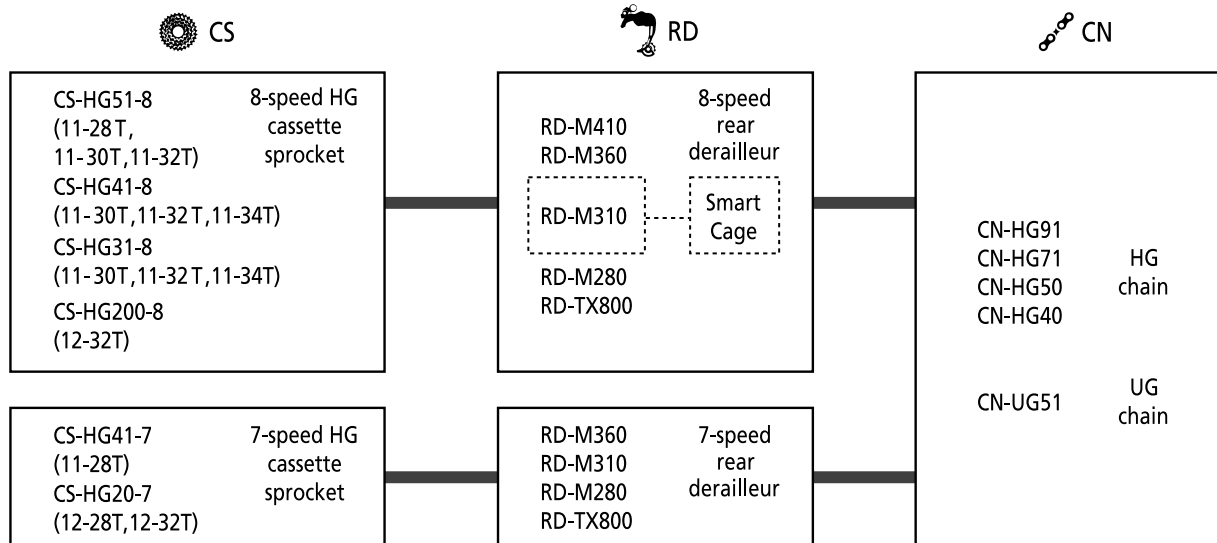 CS
RD
CN
CS-HG51-8
(11-28T,
11-30T,11-32T)
CS-HG41-8
(11-30T,11-32T,11-34T)
CS-HG31-8
(11-30T,11-32T,11-34T)
CS-HG200-8
(12-32T)
8-speed HG
cassette
sprocket
RD-M410
RD-M360
RD-M310
RD-M280
RD-TX800
8-speed
rear
derailleur
Smart
Cage
CN-HG91
CN-HG71
CN-HG50
CN-HG40
HG
chain
CN-UG51
UG
chain
CS-HG41-7
(11-28T)
CS-HG20-7
(12-28T,12-32T)
7-speed HG
cassette
sprocket
RD-M360
RD-M310
RD-M280
RD-TX800
7-speed
rear
derailleur